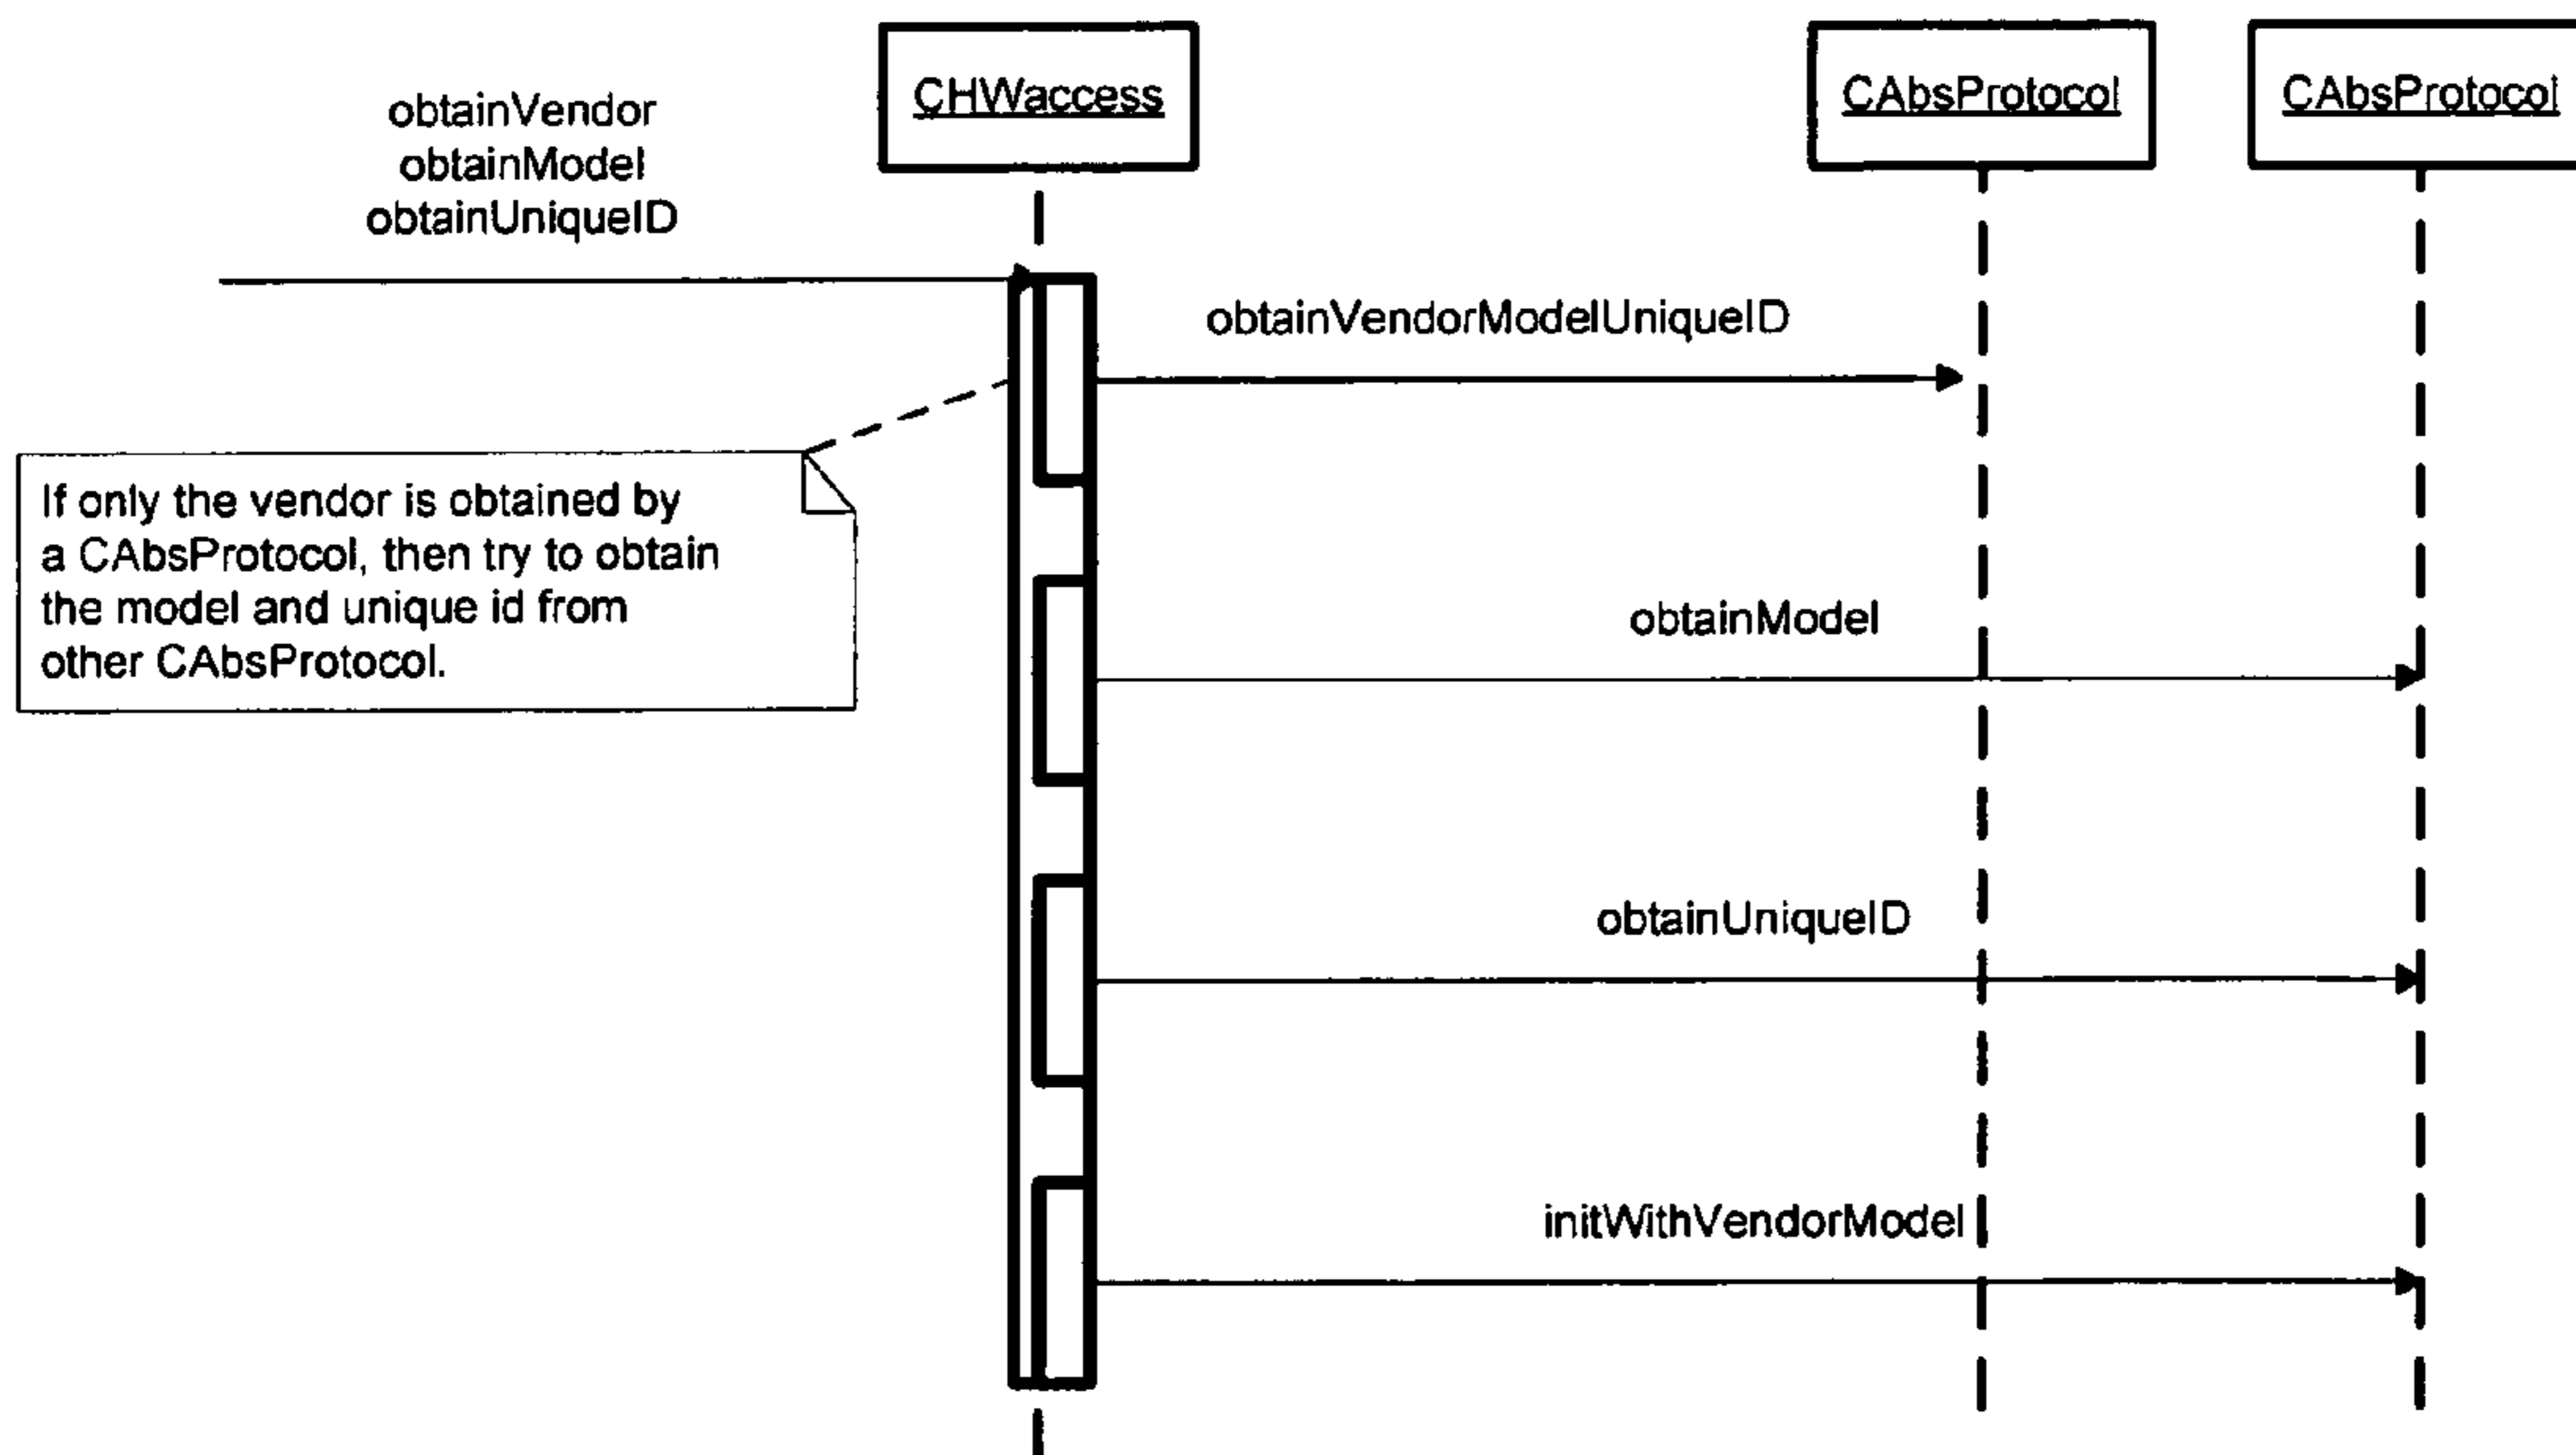 CHWaccess
CAbsProtocol
CAbsProtocol
obtainVendor
obtainModel
obtainUniqueID
obtainVendorModelUniqueID
If only the vendor is obtained by
a CAbsProtocol, then try to obtain
the model and unique id from
other CAbsProtocol.
obtainModel
obtainUniqueID
initWithVendorModel